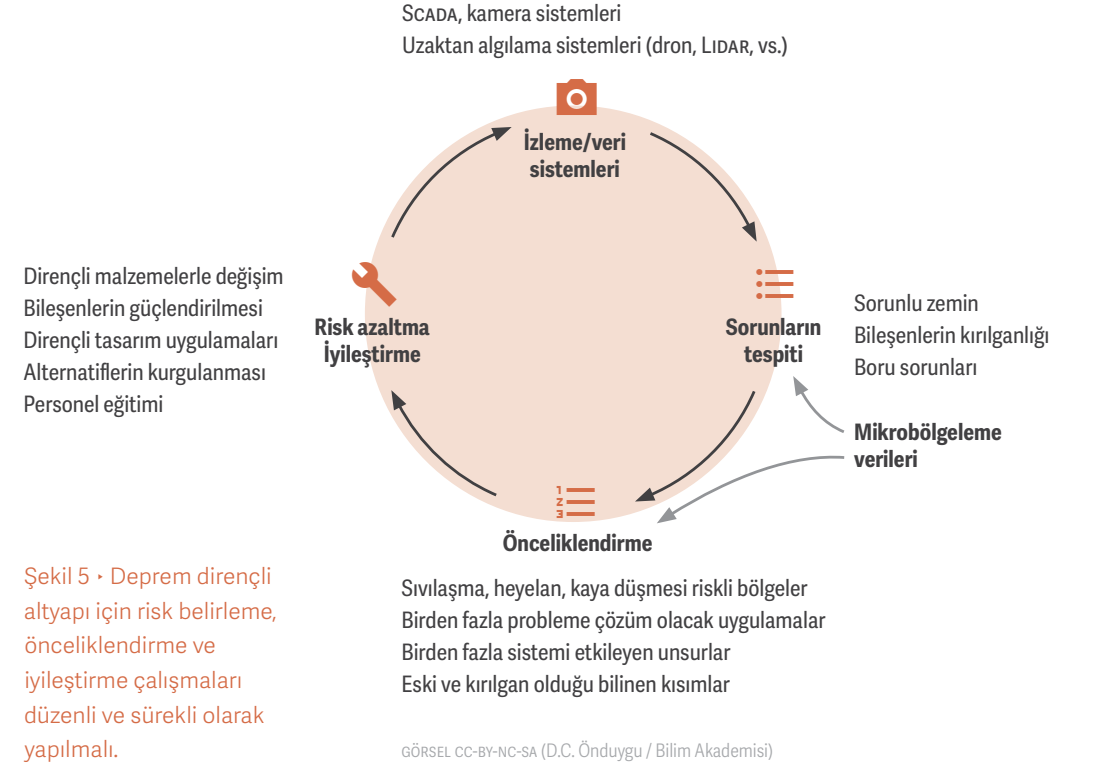 SCADA, kamera sistemleri
Uzaktan algılama sistemleri (dron, LIDAR, vs.)
İzleme/veri
sistemleri
Sorunların
tespiti
Sorunlu zemin
Bileşenlerin kırılganlığı
Boru sorunları
Mikrobölgeleme
verileri
1
2
3
Önceliklendirme
Sıvılaşma, heyelan, kaya düşmesi riskli bölgeler
Birden fazla probleme çözüm olacak uygulamalar
Birden fazla sistemi etkileyen unsurlar
Eski ve kırılgan olduğu bilinen kısımlar
Risk azaltma
İyileştirme
Dirençli malzemelerle değişim
Bileşenlerin güçlendirilmesi
Dirençli tasarım uygulamaları
Alternatiflerin kurgulanması
Personel eğitimi
Şekil 5 ‣ Deprem dirençli
altyapı için risk belirleme,
önceliklendirme ve
iyileştirme çalışmaları
düzenli ve sürekli olarak
yapılmalı.
GÖRSEL CC-BY-NC-SA (D.C. Önduygu / Bilim Akademisi)